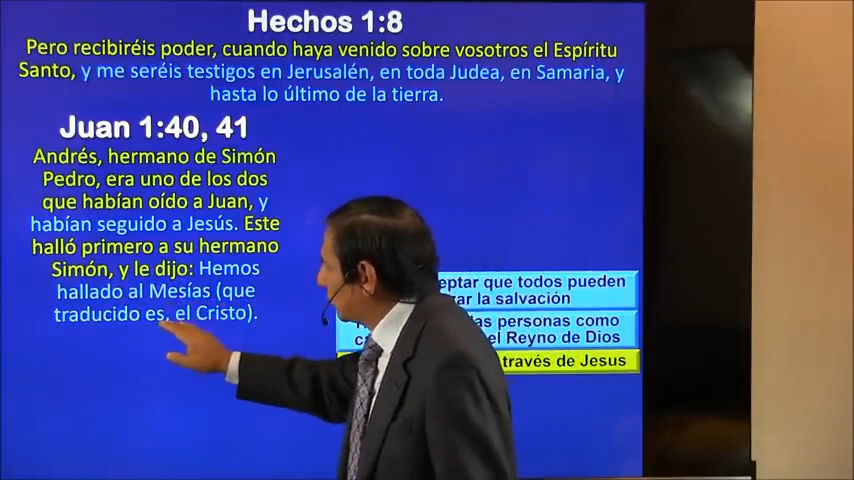 Hechos 1:8
Pero recibiréis poder, cuando haya venido sobre vosotros el Espíritu
Santo, y me seréis testigos en Jerusalén, en toda Judea, en Samaria, y
hasta lo último de la tierra.
Juan 1:40, 41
Andrés, hermano de Simón
Pedro, era uno de los dos
que habían oído a Juan, y
habían seguido a Jesús. Este
halló primero a su hermano
Simón, y le dijo: Hemos
hallado al Mesías (que
traducido es, el Cristo).
eptar que todos pueden
la salvación
las personas como
el Reyno de Dios
través de Jesus